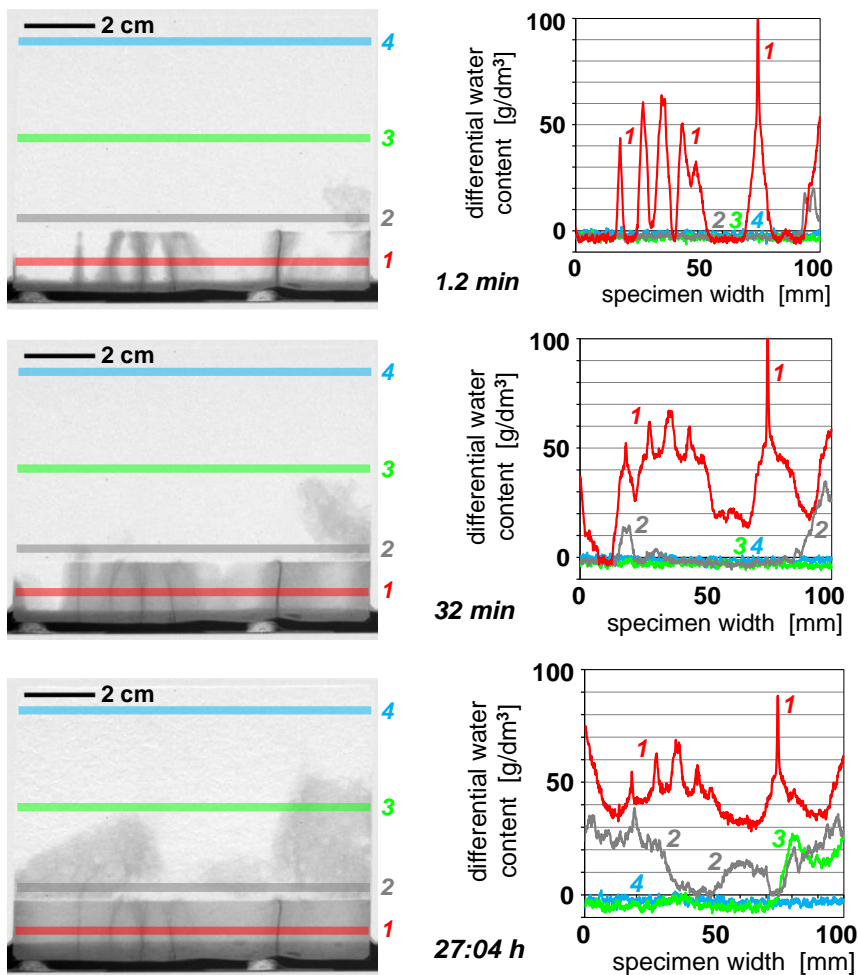 2 cm
4
3
2
1
differential water
content [g/dm³]
100
50
0
1
1
1
2 3 4
0 50 100
specimen width [mm]
1.2 min
2 cm
4
3
2
1
differential water
content [g/dm³]
100
50
0
1
1
2
3 4
2
0 50 100
specimen width [mm]
32 min
2 cm
4
3
2
1
differential water
content [g/dm³]
100
50
0
1
1
2
2
3
4
0 50 100
specimen width [mm]
27:04 h